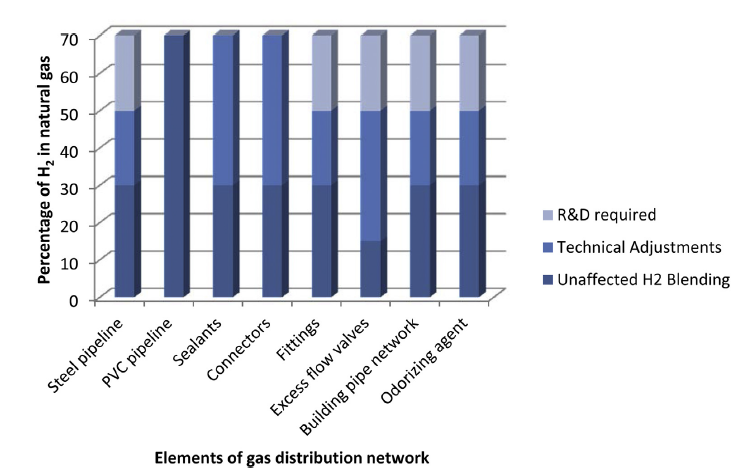 Percentage of H2 in natural gas
70
60
50
40
30
20
10
0
Steel pipeline
PVC pipeline
Sealants
Connectors
Fittings
Excess flow valves
Building pipe network
Odorizing agent
Elements of gas distribution network
R&D required
Technical Adjustments
Unaffected H2 Blending